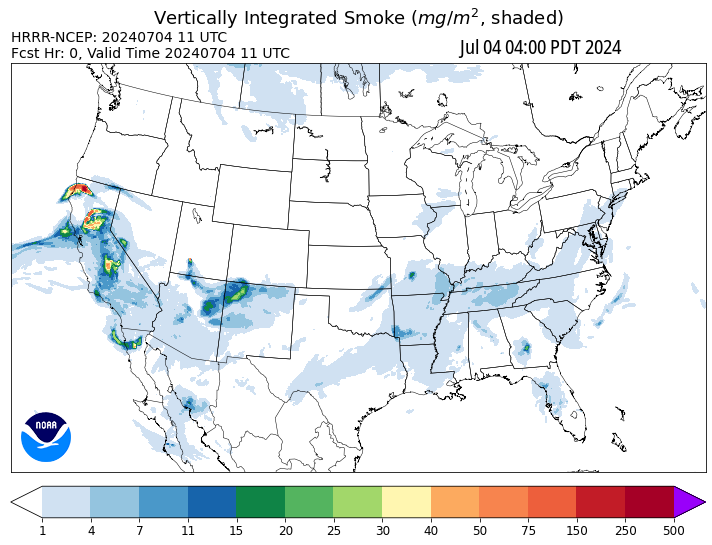 Vertically Integrated Smoke (mg/m², shaded)
HRRR-NCEP: 20240704 11 UTC
Fcst Hr: 0, Valid Time 20240704 11 UTC
Jul 04 04:00 PDT 2024
NOAA
1 4 7 11 15 20 25 30 40 50 75 150 250 500